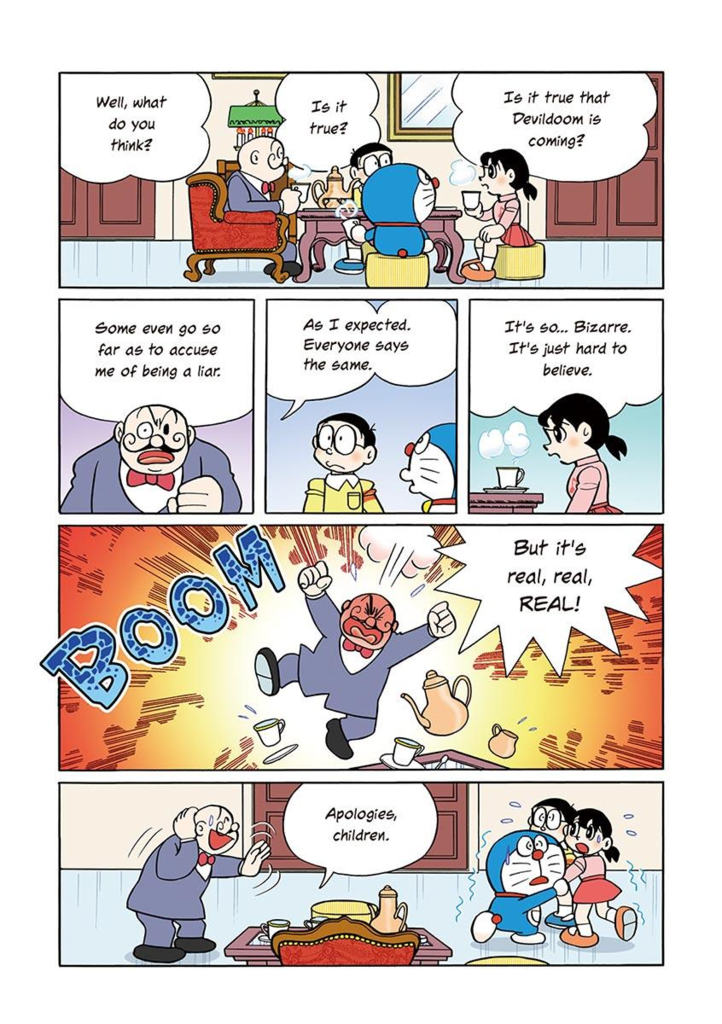 Well, what
do you
think?
Is it
true?
Is it true that
Devildoom is
coming?
Some even go so
far as to accuse
me of being a liar.
As I expected.
Everyone says
the same.
It's so... Bizarre.
It's just hard to
believe.
BOOM
But it's
real, real,
REAL!
Apologies,
children.